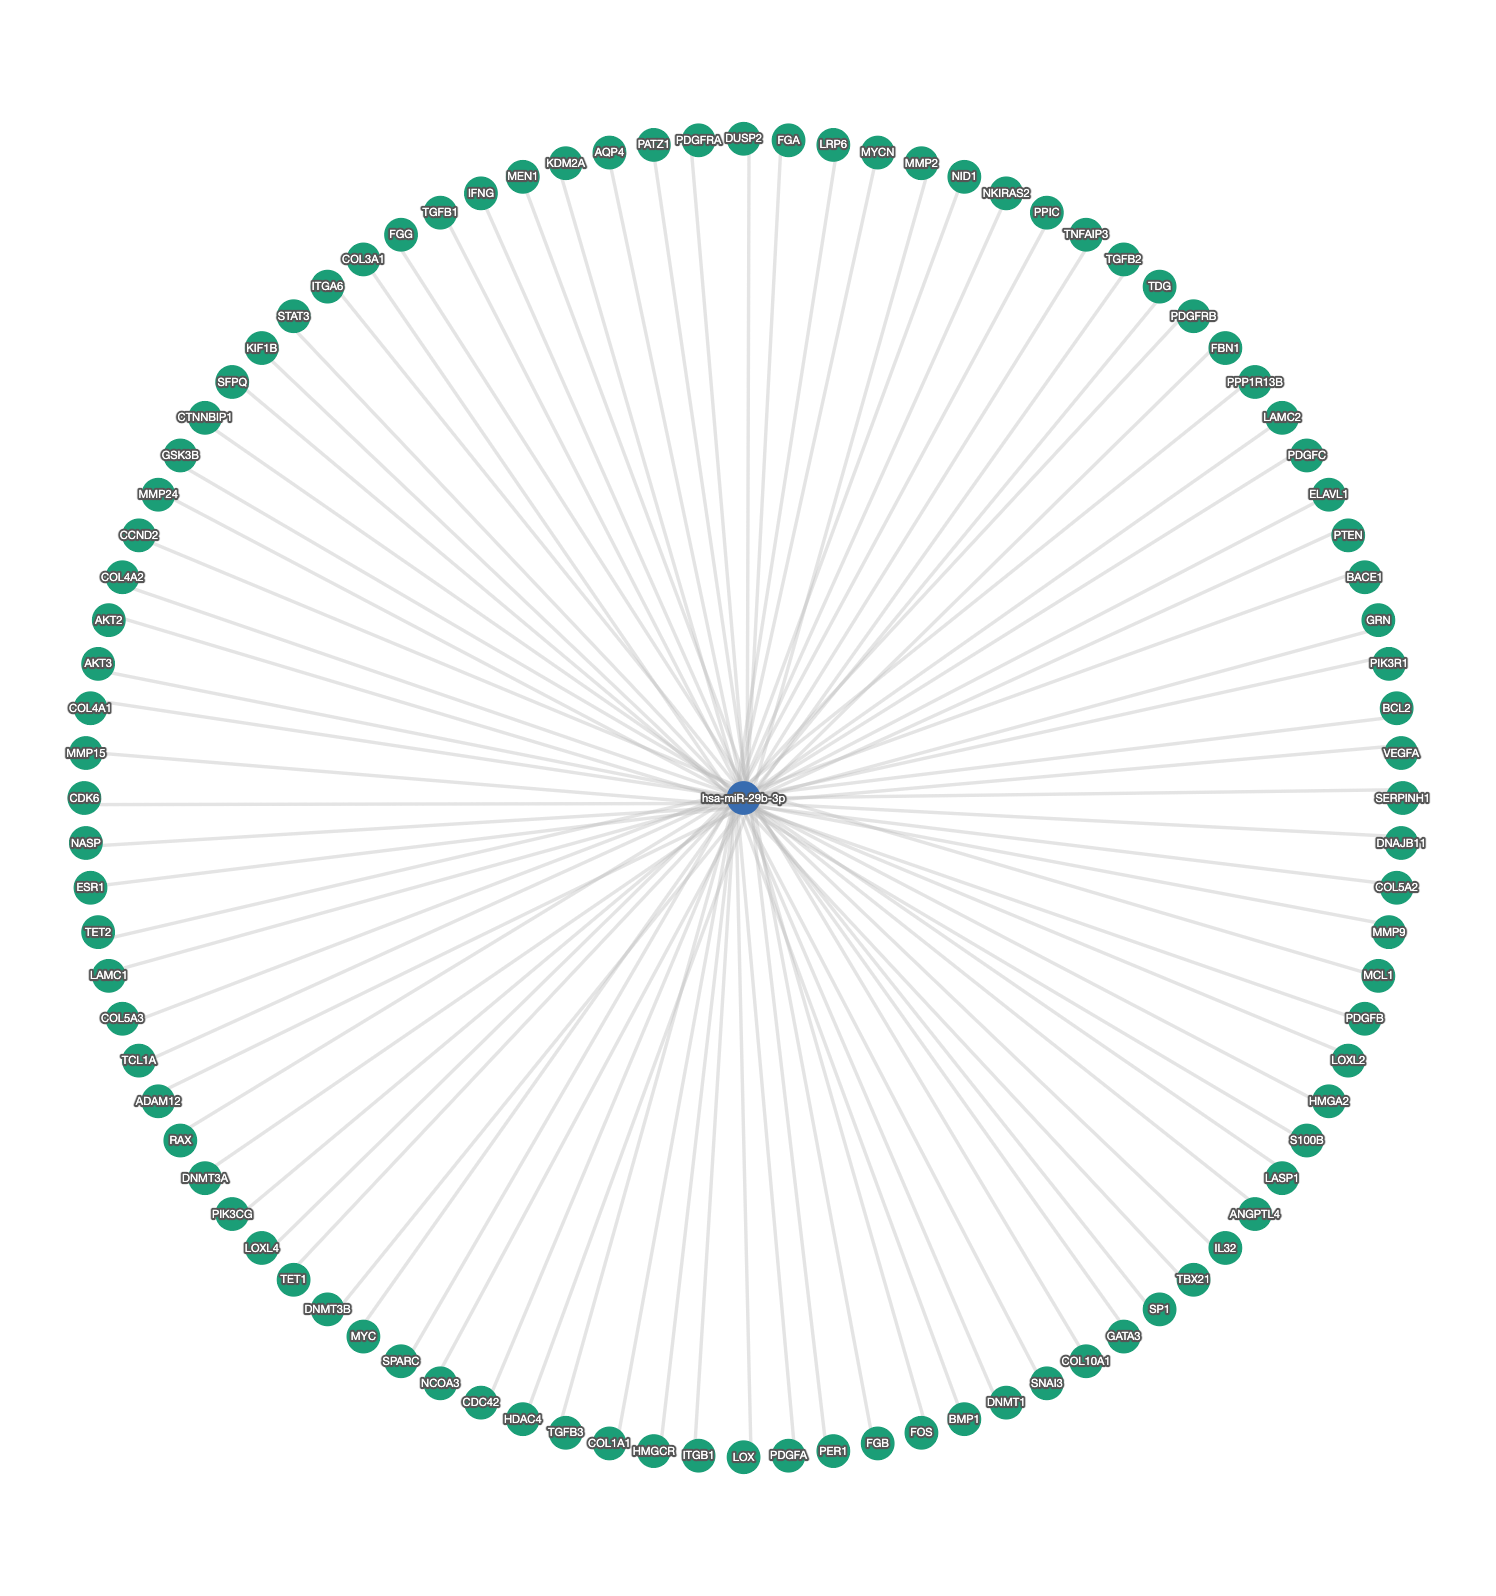 DUSP2
FGA
LRP6
MYCN
MMP2
NID1
NKIRAS2
PPIC
TNFAIP3
TGFB2
TDG
PDGFRB
FBN1
PPP1R13B
LAMC2
PDGFC
ELAVL1
PTEN
BACE1
GRN
PIK3R1
BCL2
VEGFA
SERPINH1
DNAJB11
COL5A2
MMP9
MCL1
PDGFB
LOXL2
HMGA2
S100B
LASP1
ANGPTL4
IL32
TBX21
SP1
GATA3
COL10A1
SNAI3
DNMT1
BMP1
FOS
FGB
PER1
PDGFA
LOX
ITGB1
HMGCR
COL1A1
TGFB3
HDAC4
CDC42
NCOA3
SPARC
MYC
DNMT3B
TET1
LOXL4
PIK3CG
DNMT3A
RAX
ADAM12
TCL1A
COL5A3
LAMC1
TET2
ESR1
NASP
CDK6
MMP15
COL4A1
AKT3
AKT2
COL4A2
CCND2
MMP24
GSK3B
CTNNBIP1
SFPQ
KIF1B
STAT3
ITGA6
COL3A1
FGG
TGFB1
IFNG
MEN1
KDM2A
AQP4
PATZ1
PDGFRA
hsa-miR-29b-3p